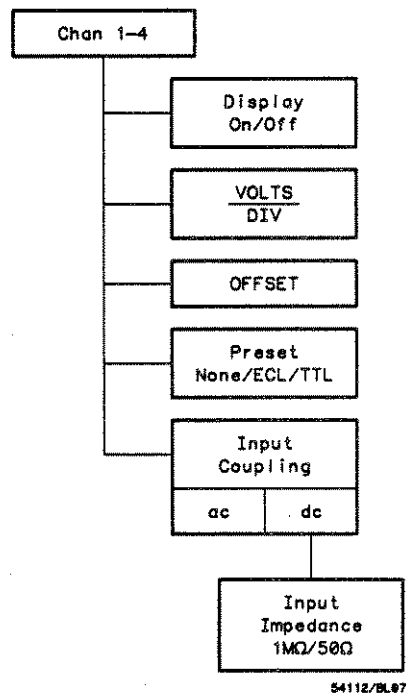 Chan 1-4
Display
On/Off
VOLTS
DIV
OFFSET
Preset
None/ECL/TTL
Input
Coupling
ac dc
Input
Impedance
1MΩ/50Ω
54112/BL07